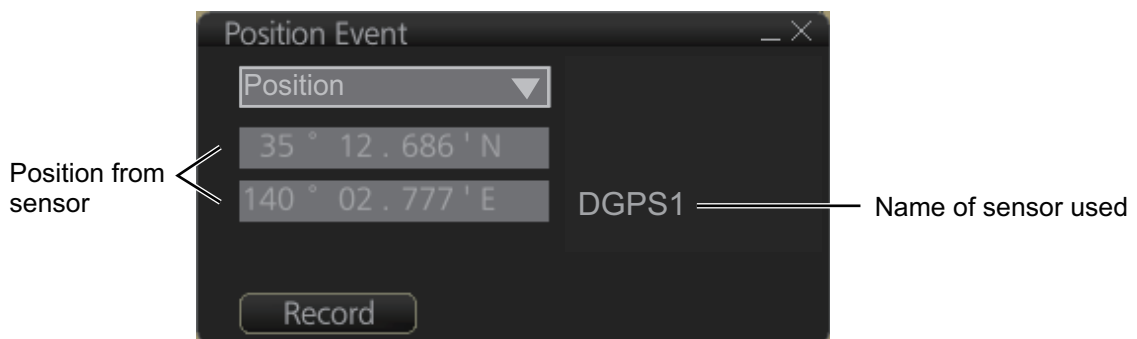 Position Event
Position
35 ° 12 . 686 ' N
140 ° 02 . 777 ' E
Position from
sensor
DGPS1
Name of sensor used
Record